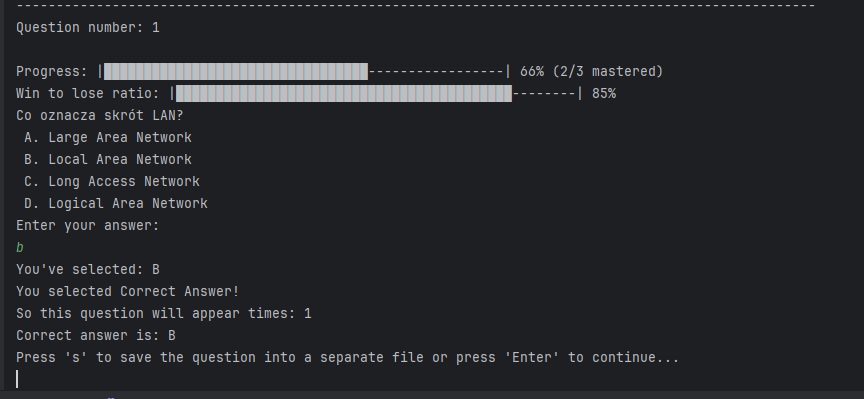 --------------------------------------------------------------------------------------------------------
Question number: 1
Progress: |█████████████████████████████████-----------------| 66% (2/3 mastered)
Win to lose ratio: |██████████████████████████████████████████--------| 85%
Co oznacza skrót LAN?
A. Large Area Network
B. Local Area Network
C. Long Access Network
D. Logical Area Network
Enter your answer:
b
You've selected: B
You selected Correct Answer!
So this question will appear times: 1
Correct answer is: B
Press 's' to save the question into a separate file or press 'Enter' to continue...